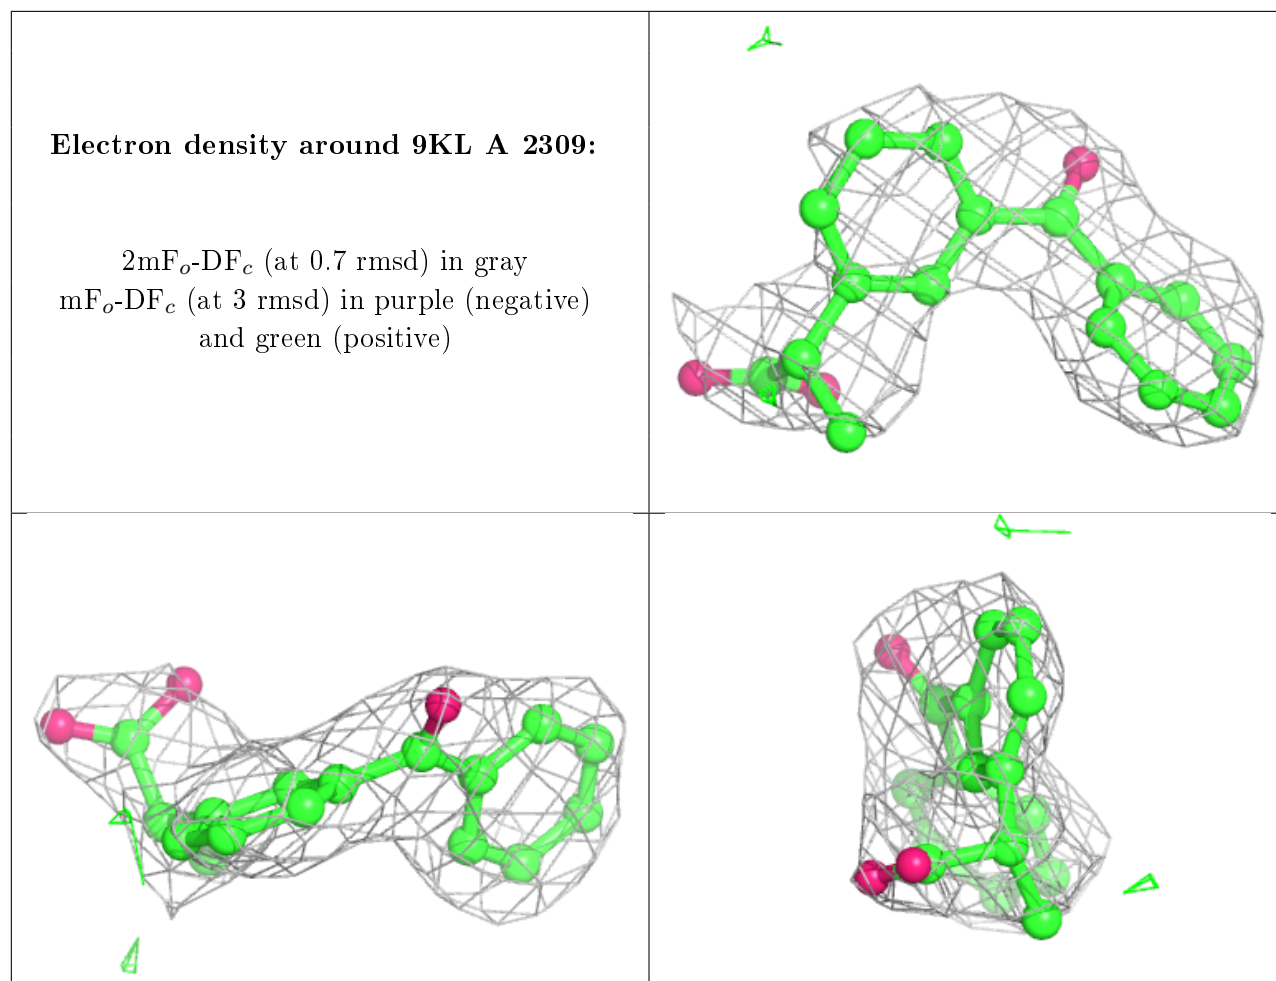 Electron density around 9KL A 2309:
2mFo-DFc (at 0.7 rmsd) in gray
mFo-DFc (at 3 rmsd) in purple (negative)
and green (positive)